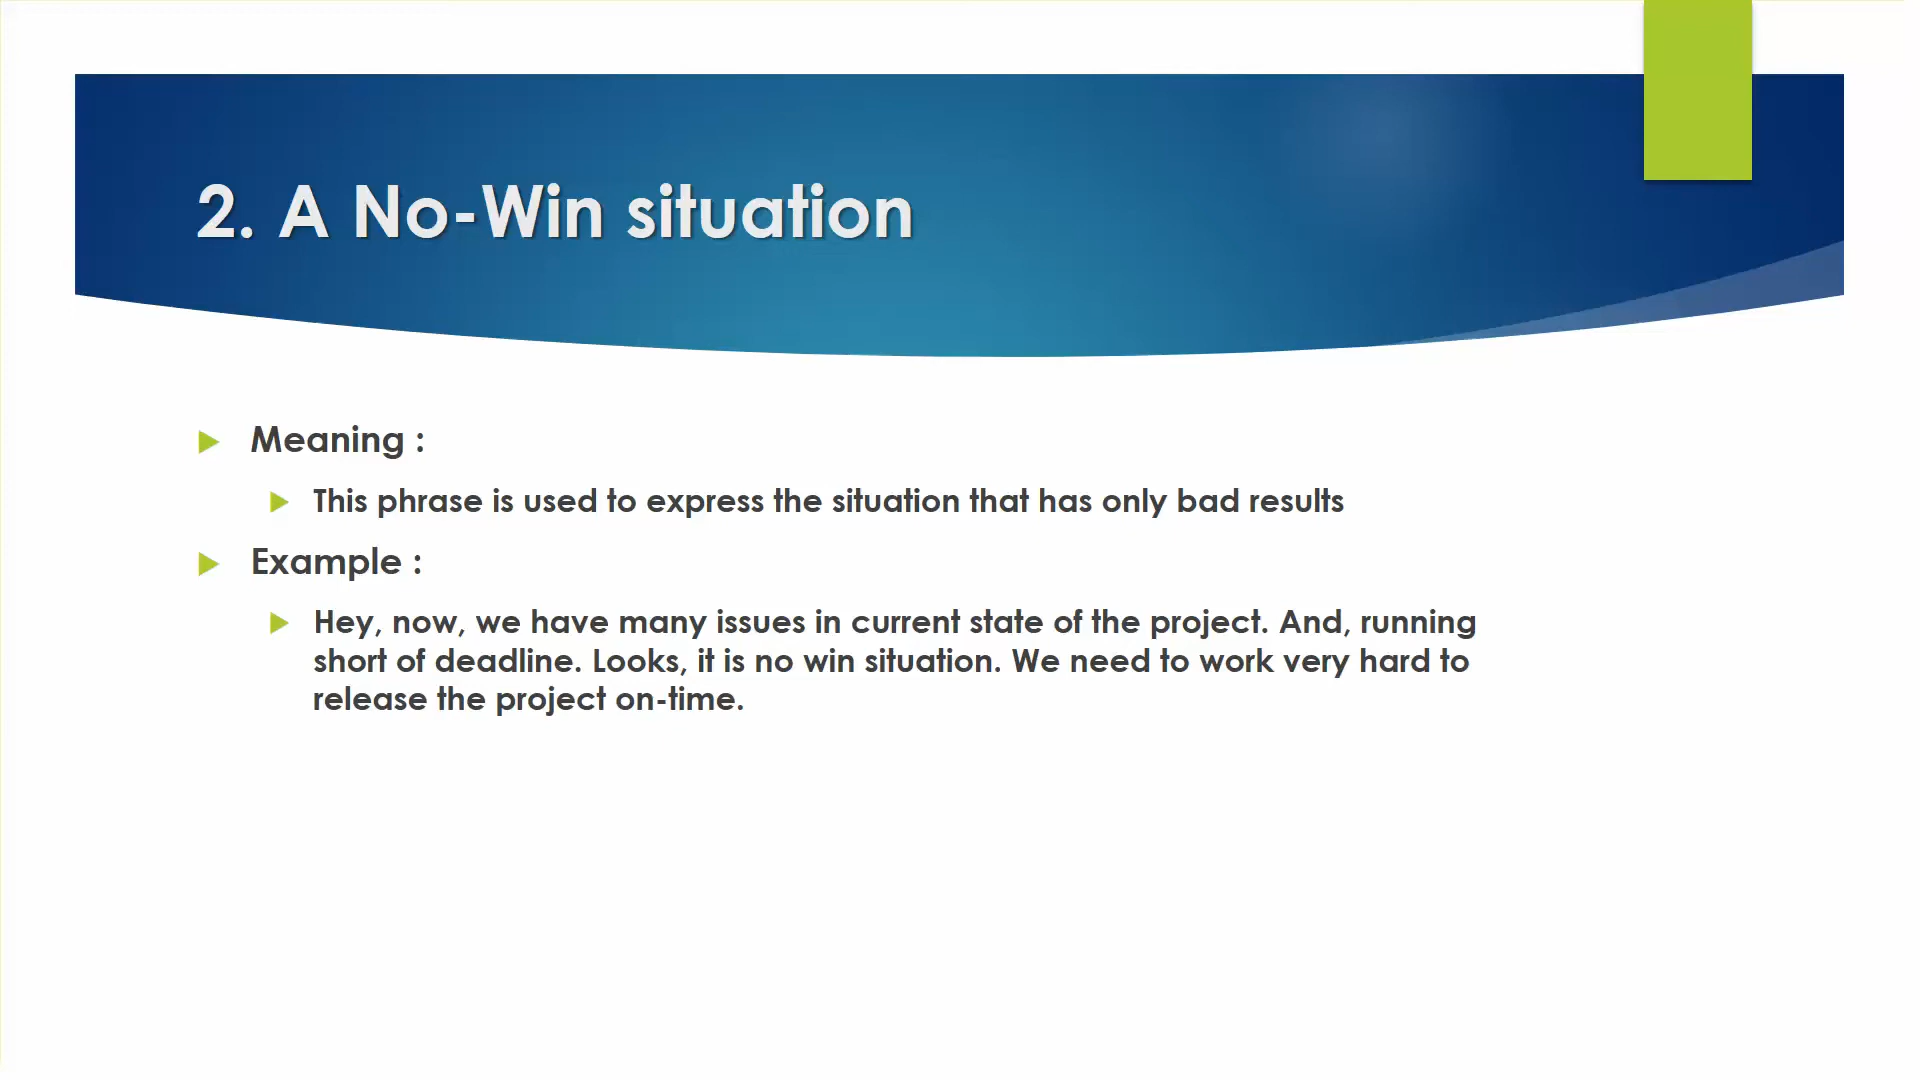 2. A No-Win situation
Meaning :
This phrase is used to express the situation that has only bad results
Example :
Hey, now, we have many issues in current state of the project. And, running
short of deadline. Looks, it is no win situation. We need to work very hard to
release the project on-time.